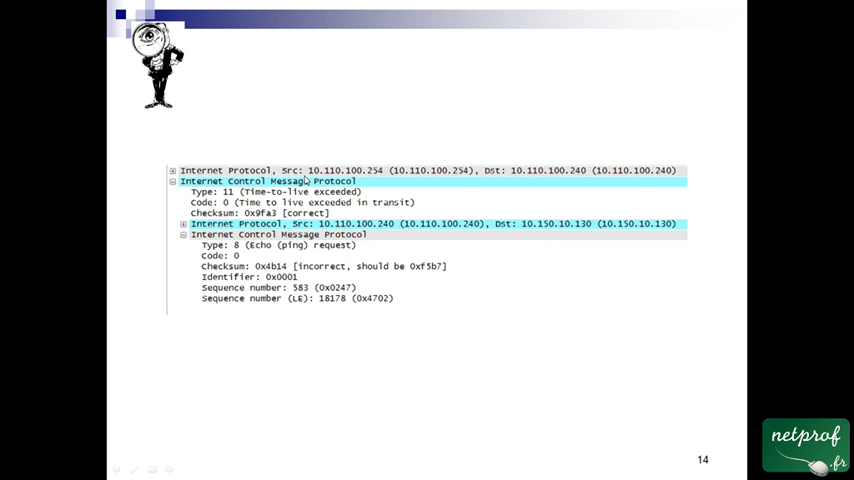 Internet Protocol, Src: 10.110.100.254 (10.110.100.254), Dst: 10.110.100.240 (10.110.100.240)
Internet Control Message Protocol
Type: 11 (Time-to-live exceeded)
Code: 0 (Time to live exceeded in transit)
Checksum: 0x9fa3 [correct]
Internet Protocol, Src: 10.110.100.240 (10.110.100.240), Dst: 10.150.10.130 (10.150.10.130)
Internet Control Message Protocol
Type: 8 (Echo (ping) request)
Code: 0
Checksum: 0x4b14 [incorrect, should be 0xf5b7]
Identifier: 0x0001
Sequence number: 583 (0x0247)
Sequence number (LE): 18178 (0x4702)
14
netprof
.fr